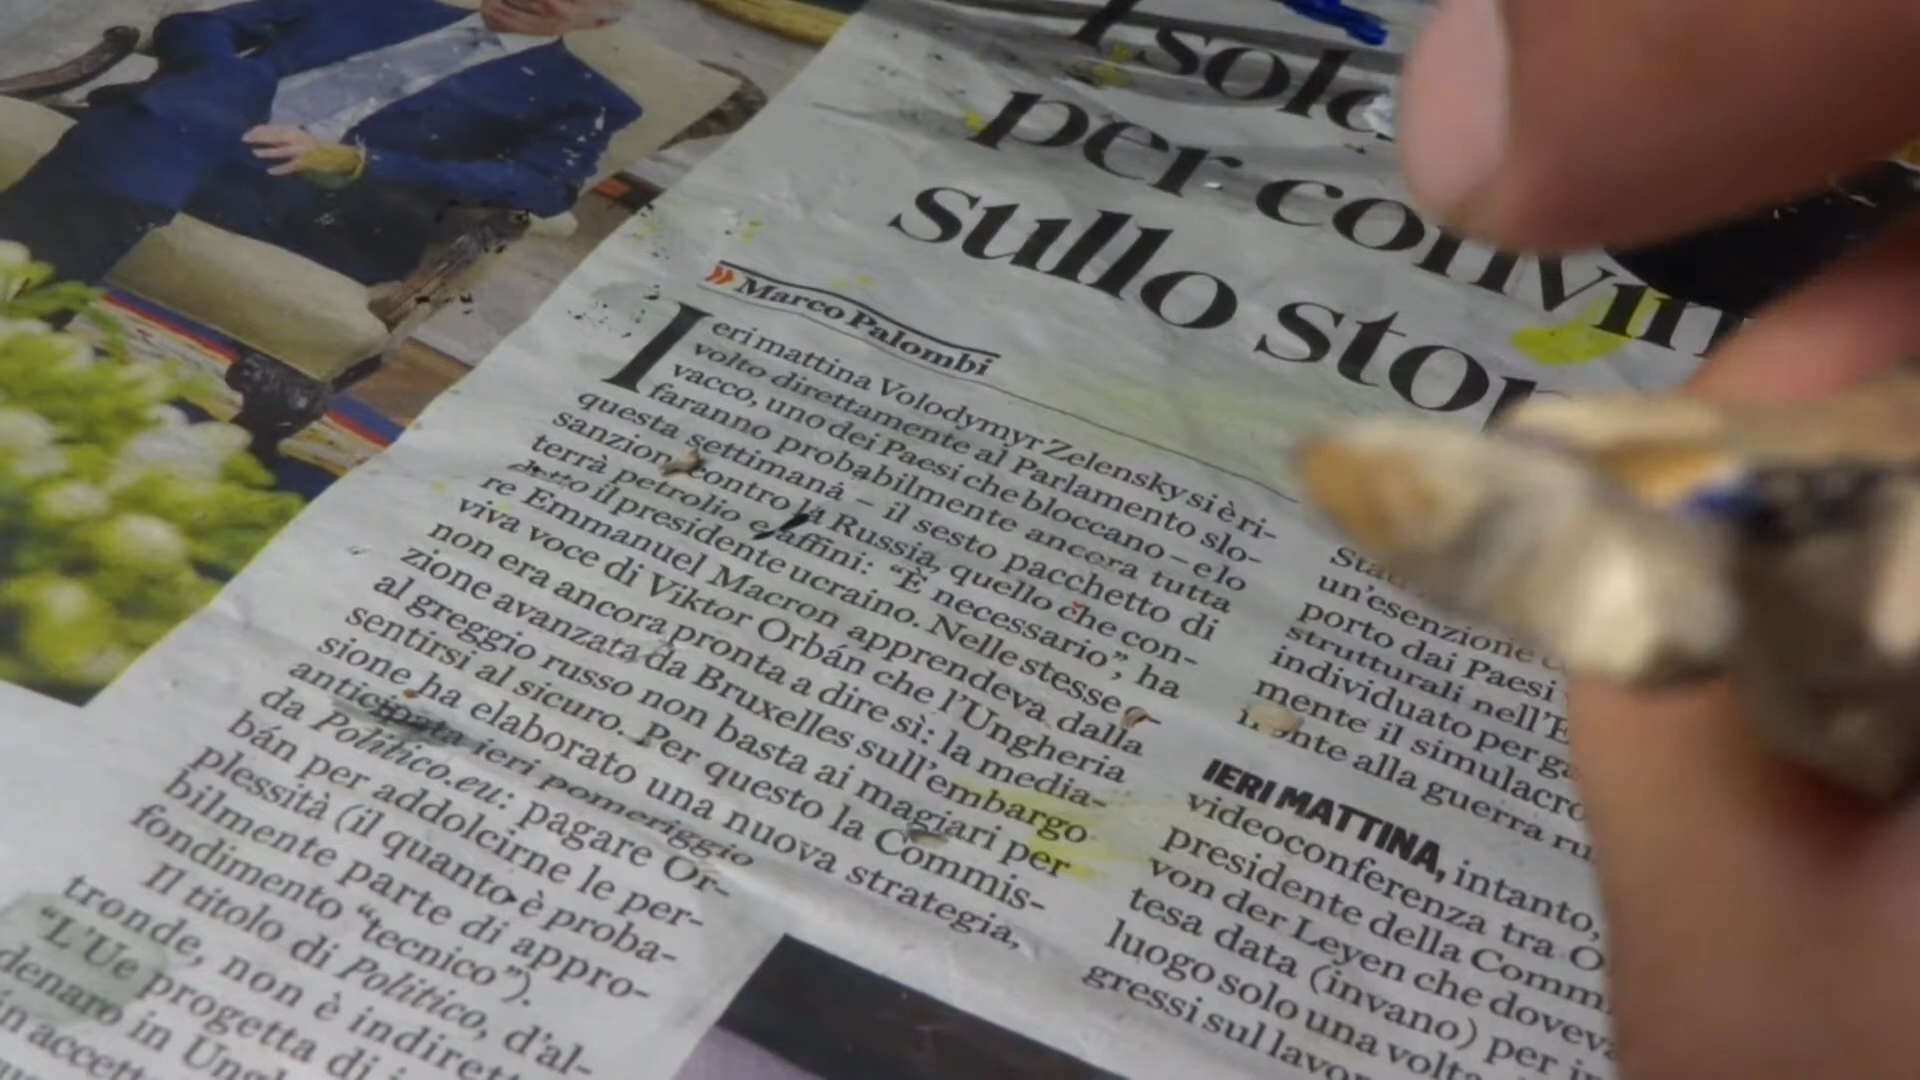 I sold
per convin
sullo stop
Marco Palombi
Ieri mattina Volodymyr Zelensky si è ri-
volto direttamente al Parlamento slo-
vacco, uno dei Paesi che bloccano – e lo
faranno probabilmente ancora tutta
questa settimana – il sesto pacchetto di
sanzioni contro la Russia, quello che con-
terrà petrolio e affini: “È necessario”, ha
detto il presidente ucraino. Nelle stesse
re Emmanuel Macron apprendeva dalla
viva voce di Viktor Orbán che l’Ungheria
non era ancora pronta a dire sì: la media-
zione avanzata da Bruxelles sull’embargo
al greggio russo non basta ai magiari per
sentirsi al sicuro. Per questo la Commis-
sione ha elaborato una nuova strategia,
anticipata ieri pomeriggio
da Politico.eu: pagare Or-
bán per addolcirne le per-
plessità (il quanto è proba-
bilmente parte di appro-
fondimento “tecnico”).
Il titolo di Politico, d’al-
tronde, non è indirett
“L’Ue progetta di
denaro in Ungh
án accett
Stat
un’esenzione
porto dai Paesi
strutturali nell’E
individuato per ga
mente il simulacro
fronte alla guerra ru
IERI MATTINA, intanto,
videoconferenza tra O
presidente della Comm
von der Leyen che doveva
tesa data (invano) per in
luogo solo una volta
gressi sul lavor